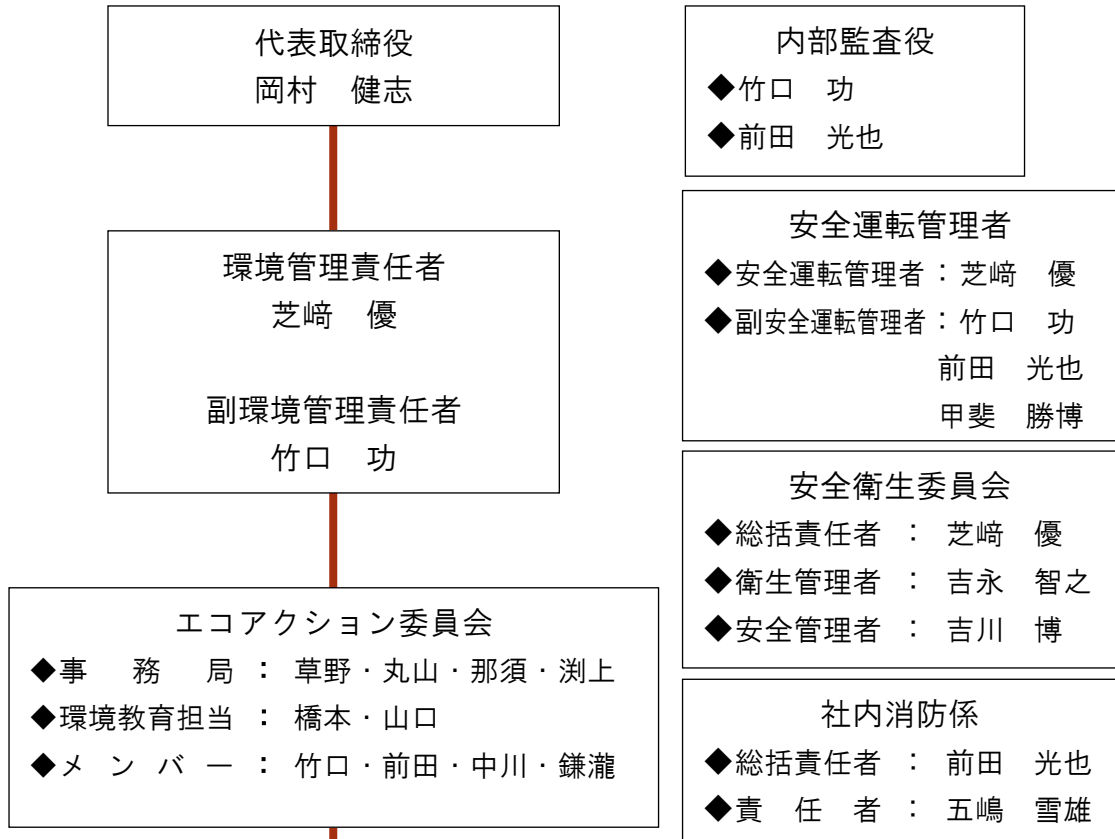 代表取締役
岡村　健志
環境管理責任者
芝﨑　優
副環境管理責任者
竹口　功
エコアクション委員会
◆事　務　局　：　草野・丸山・那須・渕上
◆環境教育担当　：　橋本・山口
◆メ　ン　バ　ー　：　竹口・前田・中川・鎌瀧
内部監査役
◆竹口　功
◆前田　光也
安全運転管理者
◆安全運転管理者：芝﨑　優
◆副安全運転管理者：竹口　功
前田　光也
甲斐　勝博
安全衛生委員会
◆総括責任者　：　芝﨑　優
◆衛生管理者　：　吉永　智之
◆安全管理者　：　吉川　博
社内消防係
◆総括責任者　：　前田　光也
◆責　任　者　：　五嶋　雪雄